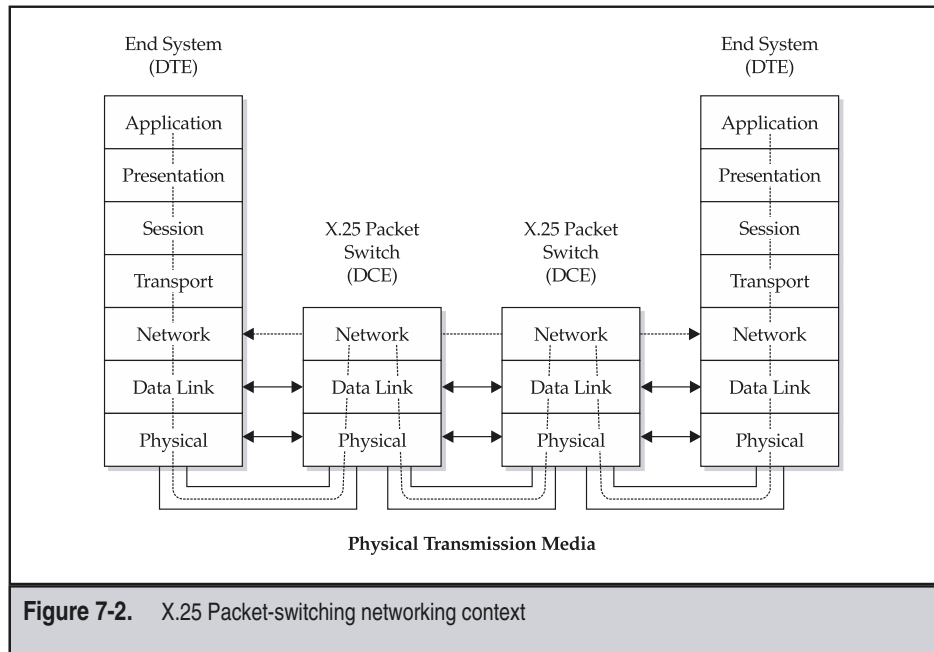 End System
(DTE)
Application
Presentation
Session
Transport
Network
Data Link
Physical
X.25 Packet
Switch
(DCE)
Network
Data Link
Physical
X.25 Packet
Switch
(DCE)
Network
Data Link
Physical
End System
(DTE)
Application
Presentation
Session
Transport
Network
Data Link
Physical
Physical Transmission Media
Figure 7-2. X.25 Packet-switching networking context